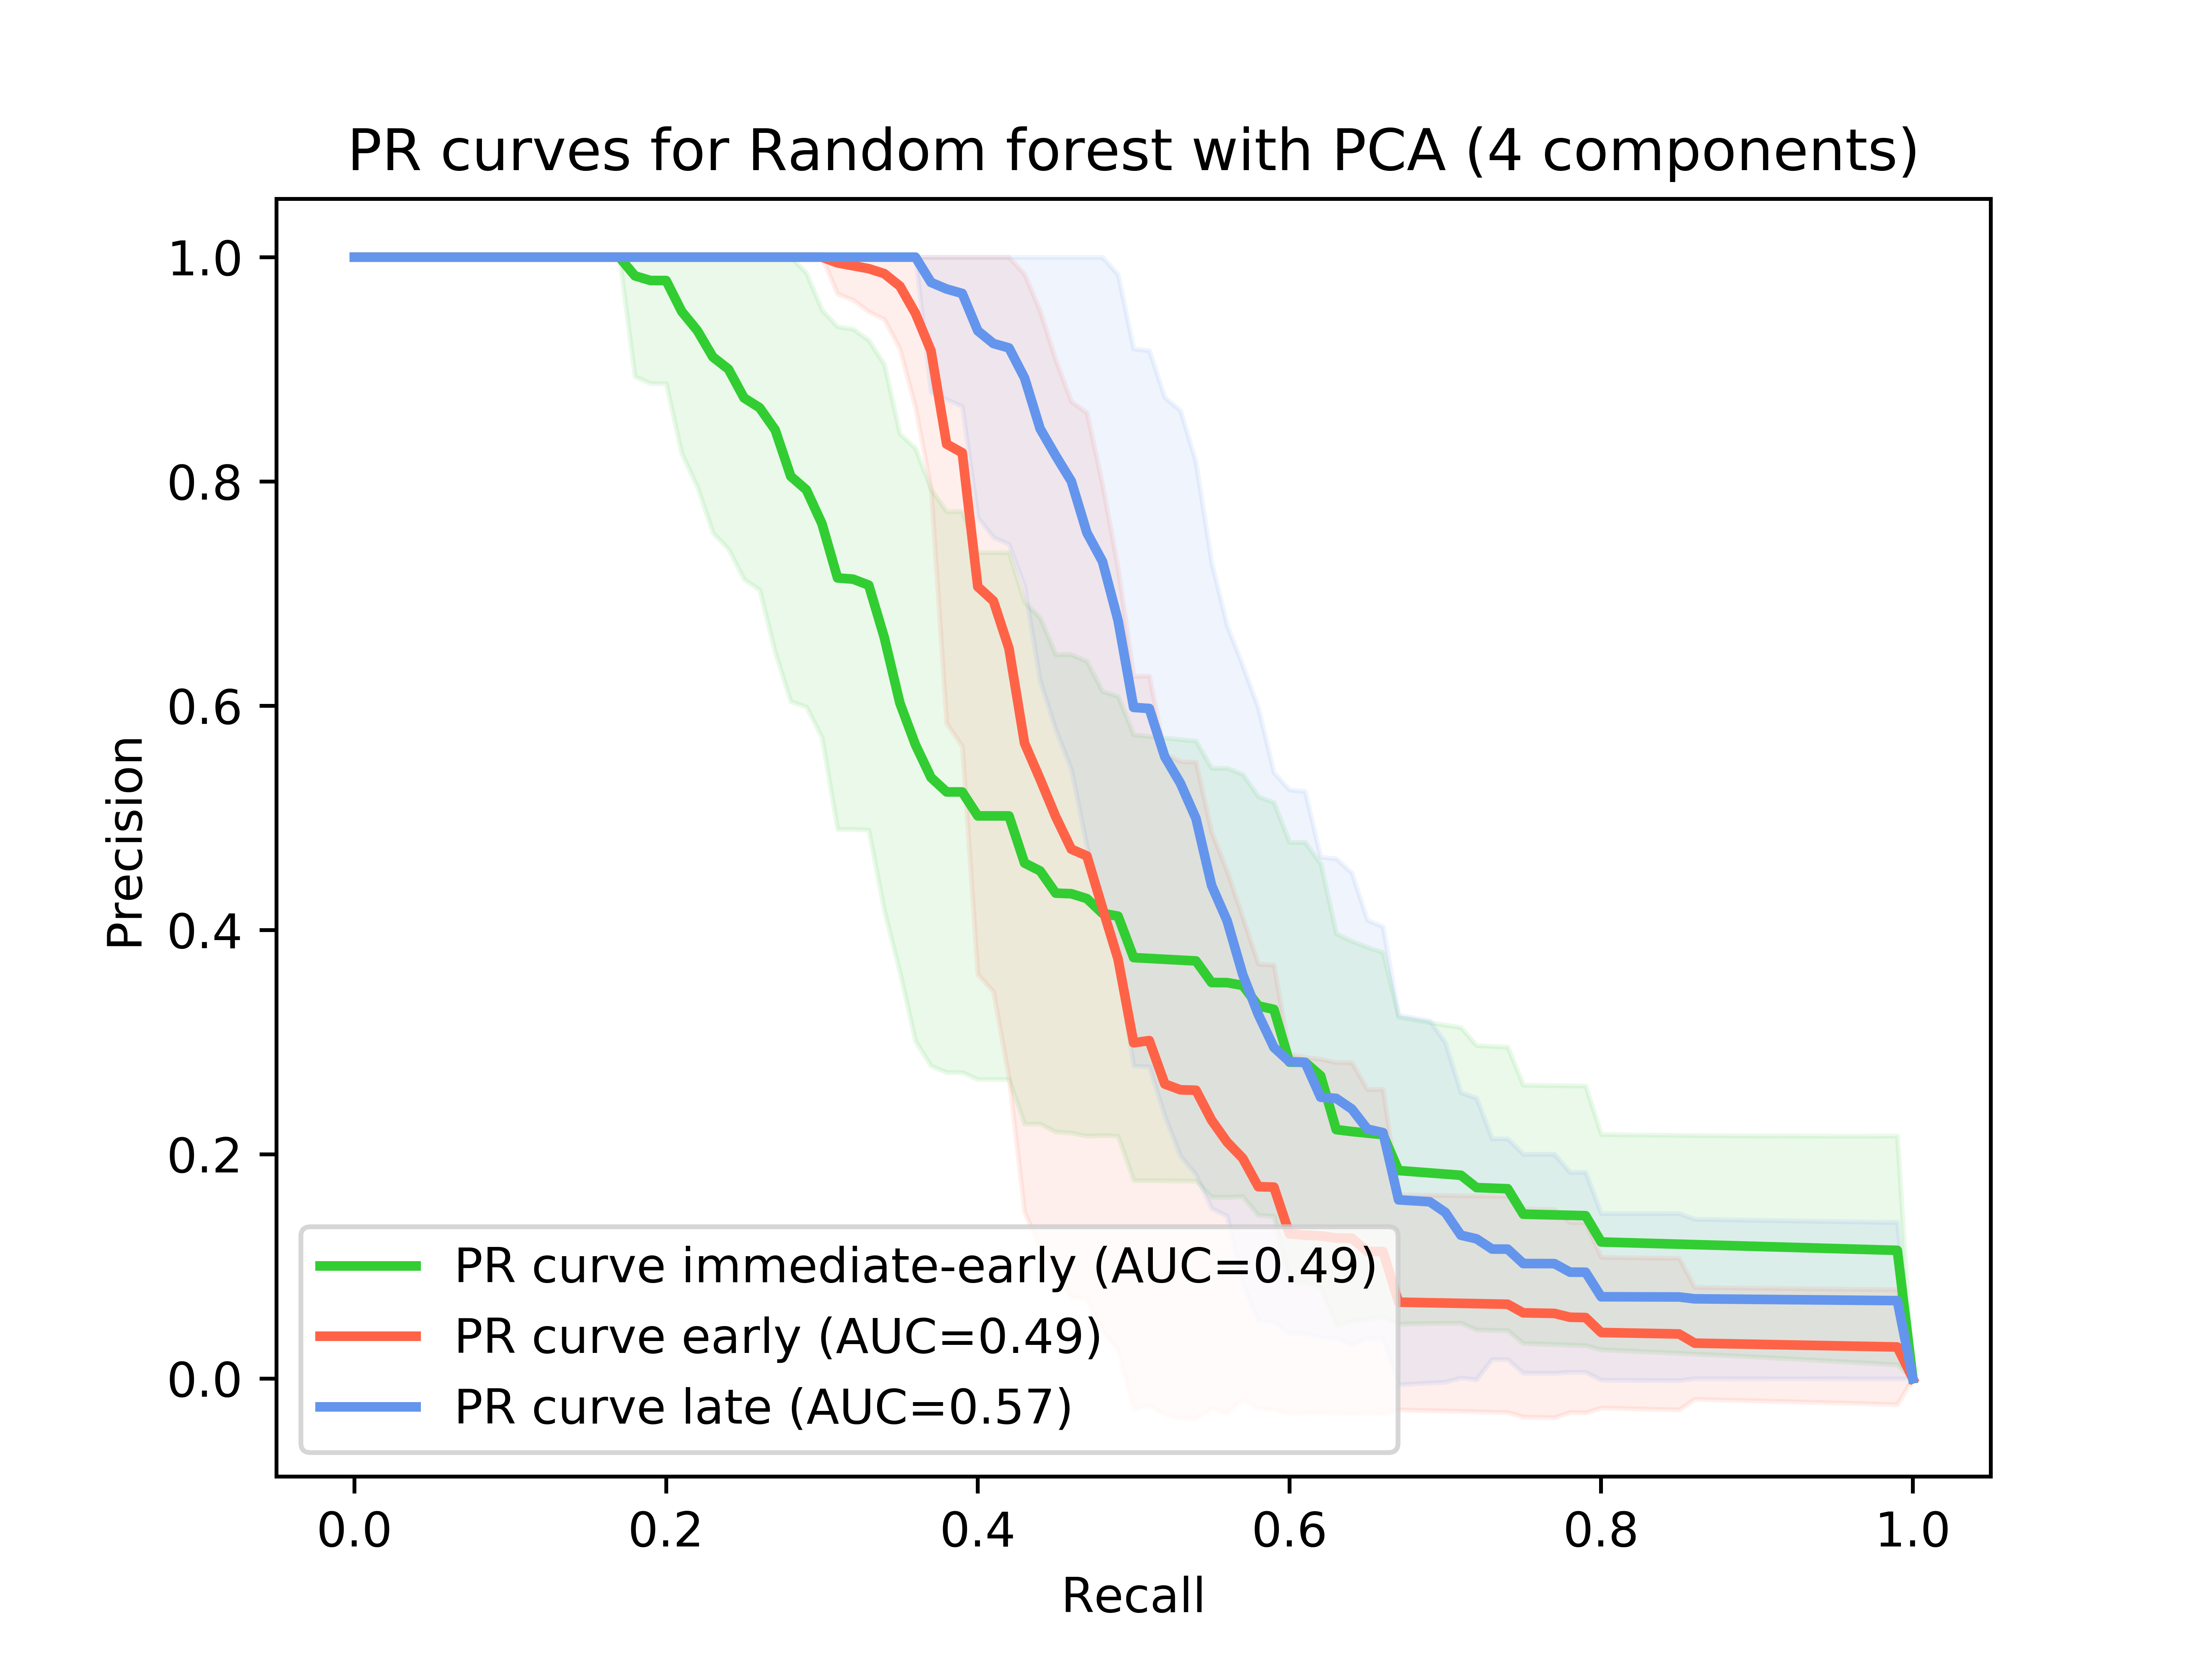 PR curves for Random forest with PCA (4 components)
1.0
0.8
0.6
0.4
0.2
0.0
Precision
PR curve immediate-early (AUC=0.49)
PR curve early (AUC=0.49)
PR curve late (AUC=0.57)
0.0 0.2 0.4 0.6 0.8 1.0
Recall